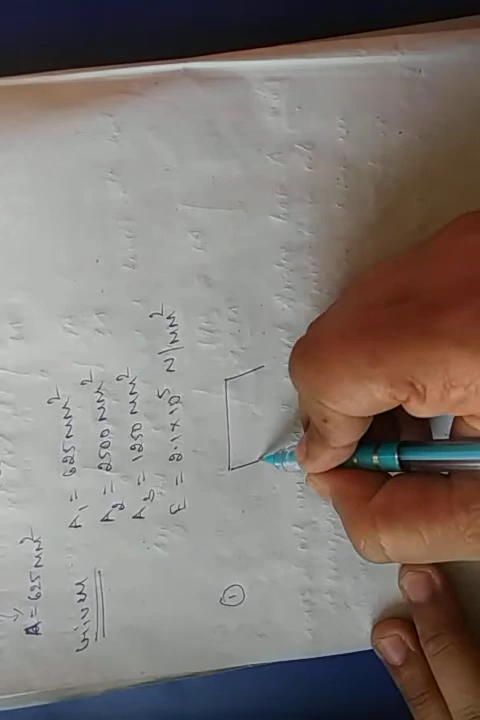 A = 625 MM²
Given
A₁ = 625 MM²
A₂ = 2500 MM²
A₃ = 1250 MM²
E = 2.1 × 10⁵ N/MM²
①